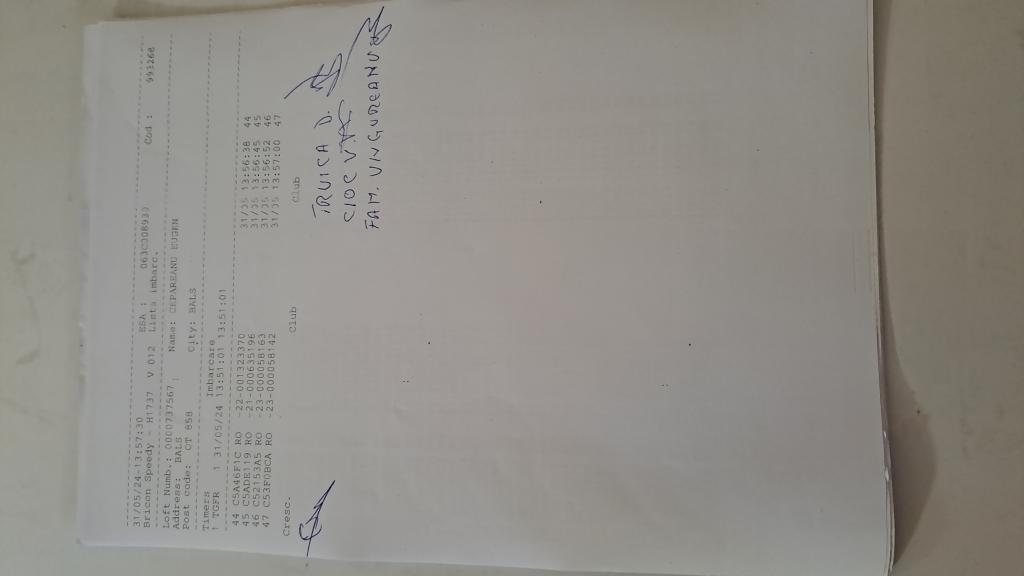 31/05/24-13:57:30 ESA : 063C008930 Cod : 993268
Bricon Speedy - H1737 V 012 Lista imbarc.
Loft Numb.: 0000737567 Name: CEPAREANU EUGEN
Address: BALS City: BALS
Post code: CT 858
Timers Imbarcare
1 TGFR 1 31/05/24 13:51:01 13:51:01
44 C5A46F1C RO -22-001323370 31/05 13:56:38 44
45 C5ADE119 RO -21-000635196 31/05 13:56:45 45
46 C52153A5 RO -23-000058163 31/05 13:56:52 46
47 C53F0BCA RO -23-000058142 31/05 13:57:00 47
Cresc. Club Club
TRUICA D.
CIOC V.
FAM. UNGUREANU